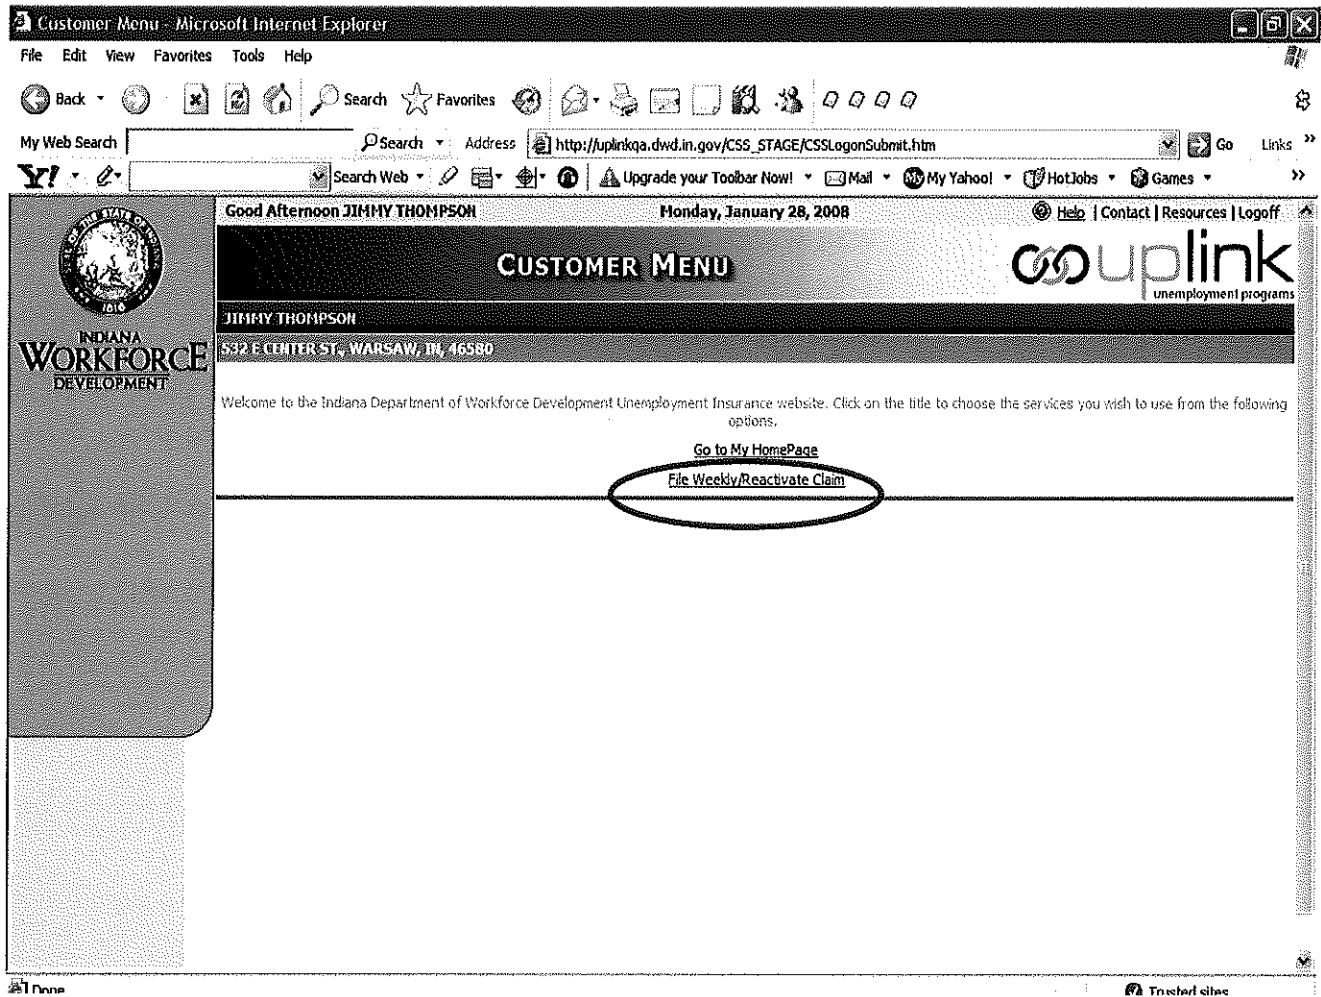 Customer Menu - Microsoft Internet Explorer
File Edit View Favorites Tools Help
Back Search Favorites
My Web Search Search Address http://uplinkqa.dwd.in.gov/CSS_STAGE/CSSLogonSubmit.htm Go Links »
Y! Search Web Upgrade your Toolbar Now! Mail My Yahoo! HotJobs Games »
Good Afternoon JIMMY THOMPSON Monday, January 28, 2008 Help | Contact | Resources | Logoff
CUSTOMER MENU
uplink
unemployment programs
JIMMY THOMPSON
532 E CENTER ST., WARSAW, IN, 46580
INDIANA
WORKFORCE
DEVELOPMENT
Welcome to the Indiana Department of Workforce Development Unemployment Insurance website. Click on the title to choose the services you wish to use from the following
options.
Go to My HomePage
File Weekly/Reactivate Claim
Done Trusted sites